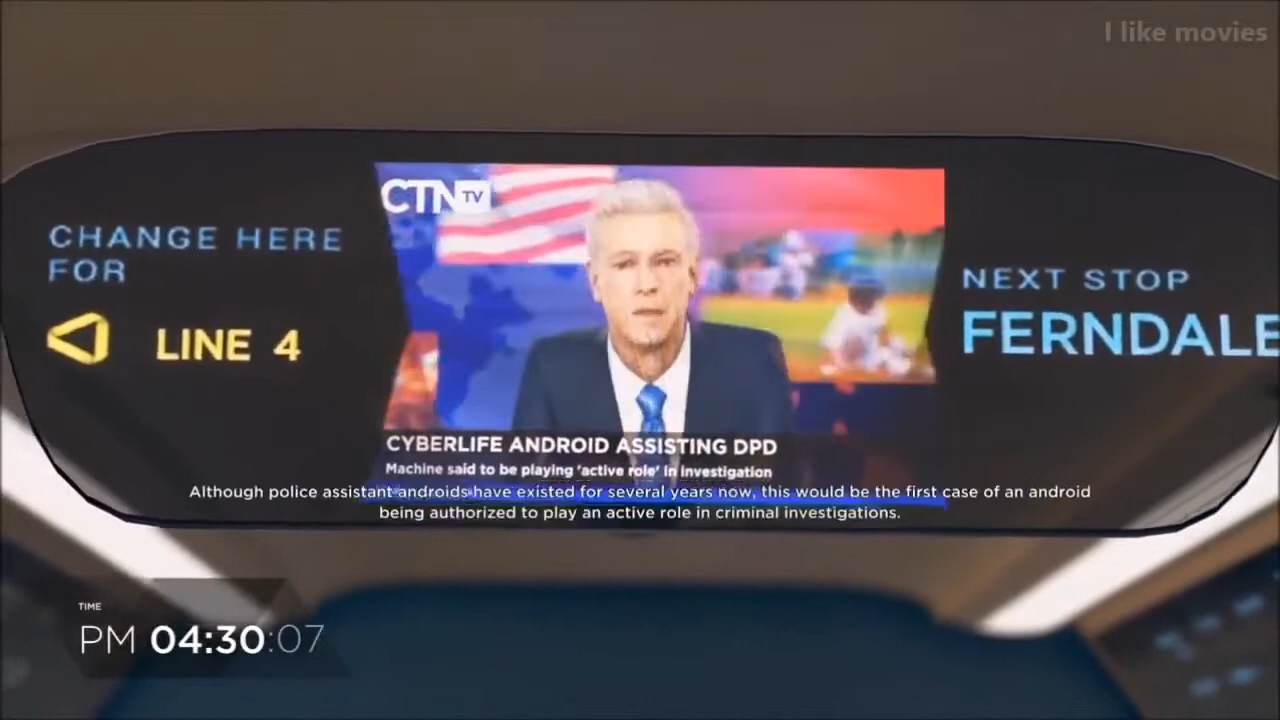 I like movies
CTN TV
CHANGE HERE
FOR
LINE 4
NEXT STOP
FERNDALE
CYBERLIFE ANDROID ASSISTING DPD
Machine said to be playing 'active role' in investigation
Although police assistant androids have existed for several years now, this would be the first case of an android
being authorized to play an active role in criminal investigations.
TIME
PM 04:30:07